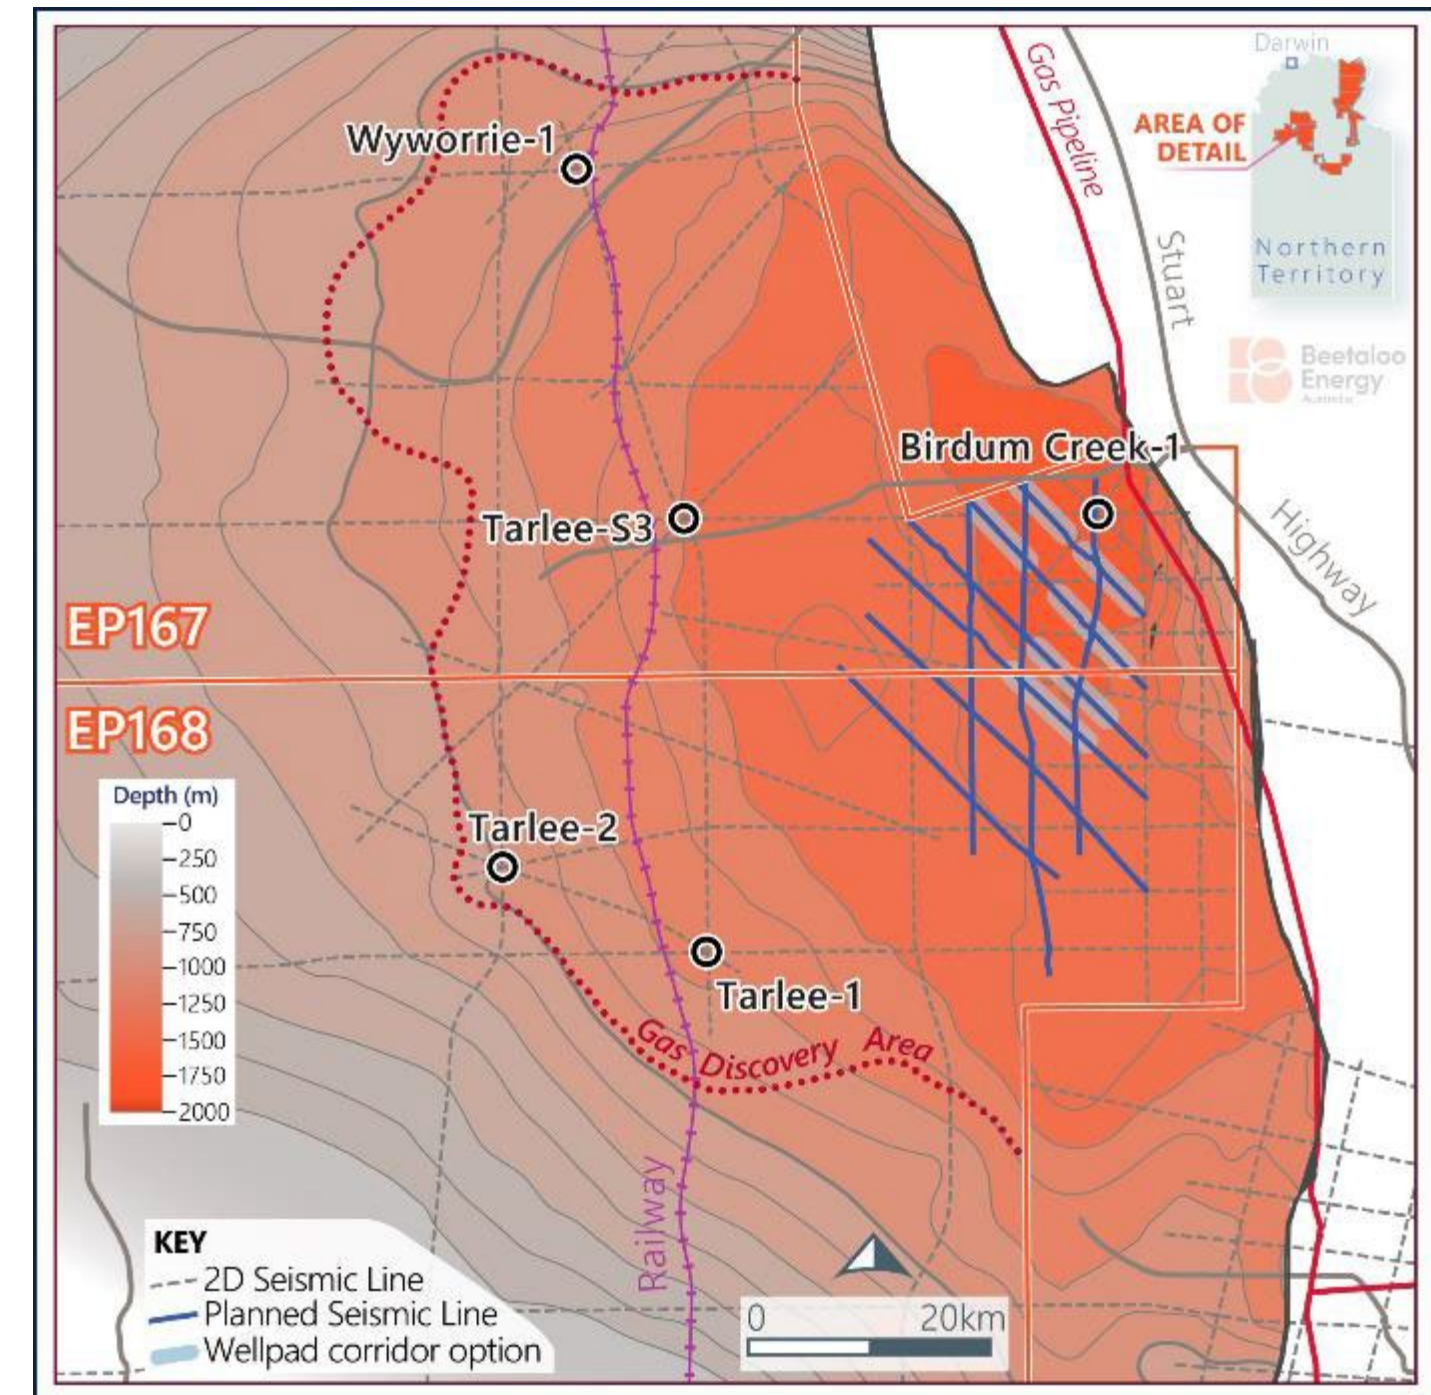 Darwin
AREA OF
DETAIL
Northern
Territory
Gas Pipeline
Stuart
Highway
Beetaloo
Energy
Australia
Wyworrie-1
Birdum Creek-1
Tarlee-S3
EP167
EP168
Depth (m)
0
250
500
750
1000
1250
1500
1750
2000
Tarlee-2
Tarlee-1
Gas Discovery Area
Railway
KEY
2D Seismic Line
Planned Seismic Line
Wellpad corridor option
0 20km